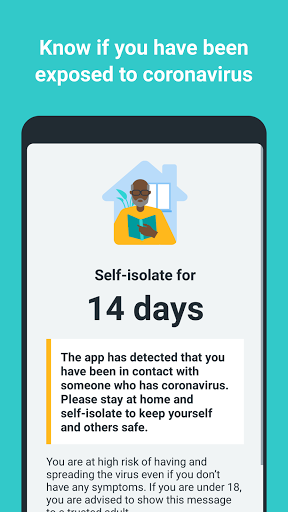 Know if you have been
exposed to coronavirus
Self-isolate for
14 days
The app has detected that you
have been in contact with
someone who has coronavirus.
Please stay at home and
self-isolate to keep yourself
and others safe.
You are at high risk of having and
spreading the virus even if you don't
have any symptoms. If you are under 18,
you are advised to show this message
to a trusted adult.